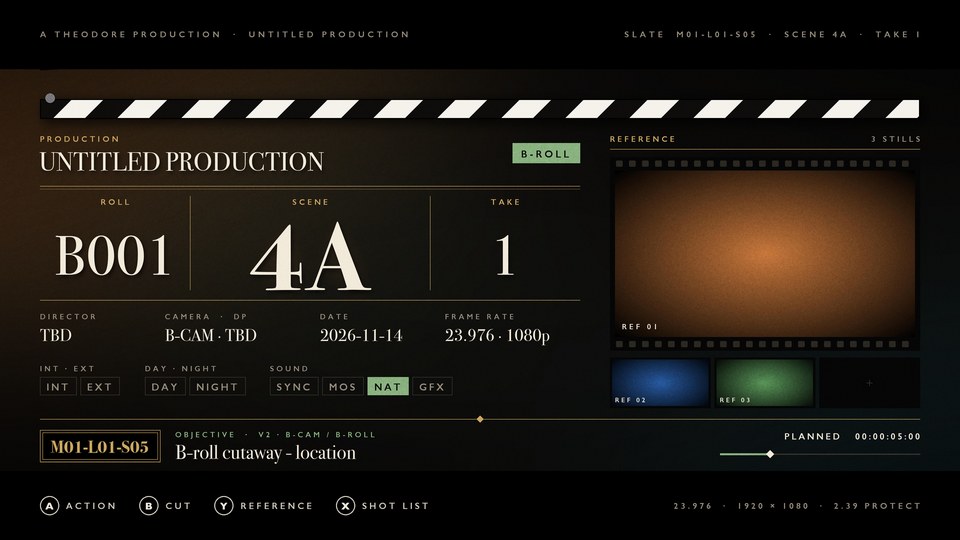 A THEODORE PRODUCTION · UNTITLED PRODUCTION
SLATE M01-L01-S05 · SCENE 4A · TAKE 1
PRODUCTION
UNTITLED PRODUCTION
B-ROLL
REFERENCE
3 STILLS
ROLL
SCENE
TAKE
B001
4A
1
REF 01
DIRECTOR
CAMERA · DP
DATE
FRAME RATE
TBD
B-CAM · TBD
2026-11-14
23.976 · 1080p
INT · EXT
DAY · NIGHT
SOUND
INT EXT
DAY NIGHT
SYNC MOS NAT GFX
REF 02
REF 03
+
M01-L01-S05
OBJECTIVE · V2 · B-CAM / B-ROLL
B-roll cutaway - location
PLANNED 00:00:05:00
A ACTION
B CUT
Y REFERENCE
X SHOT LIST
23.976 · 1920 × 1080 · 2.39 PROTECT